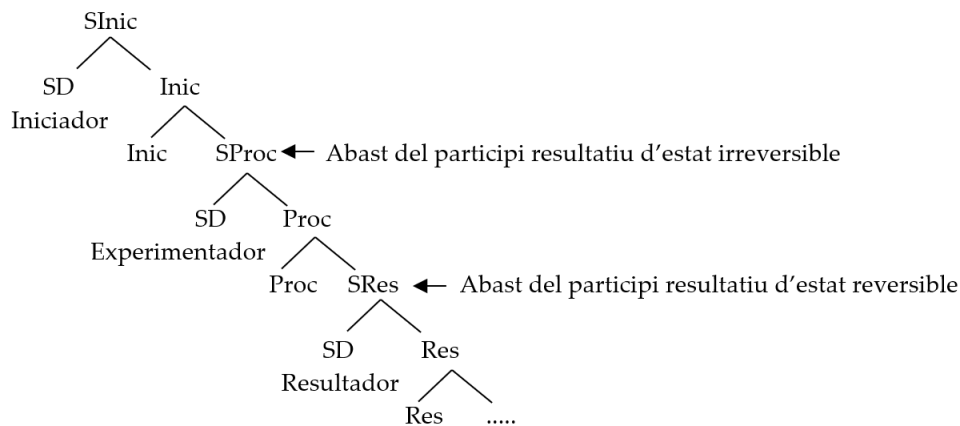 SInic
SD Inic
Iniciador
Inic SProc Abast del participi resultatiu d'estat irreversible
SD Proc
Experimentador
Proc SRes Abast del participi resultatiu d'estat reversible
SD Res
Resultador
Res .....